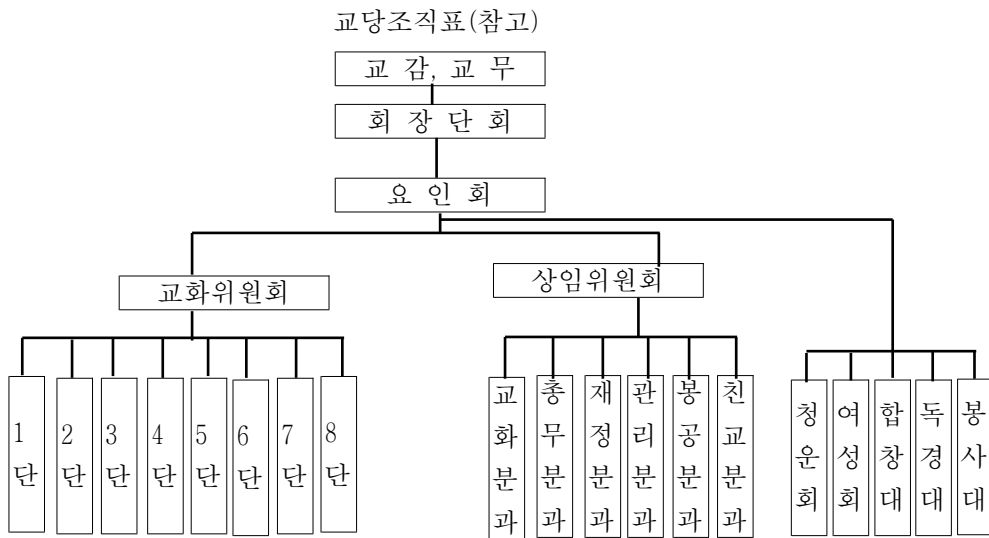 교당조직표(참고)
교 감, 교 무
회 장 단 회
요 인 회
교화위원회
상임위원회
1단
2단
3단
4단
5단
6단
7단
8단
교화분과
총무분과
재정분과
관리분과
봉공분과
친교분과
청운회
여성회
합창대
독경대
봉사대